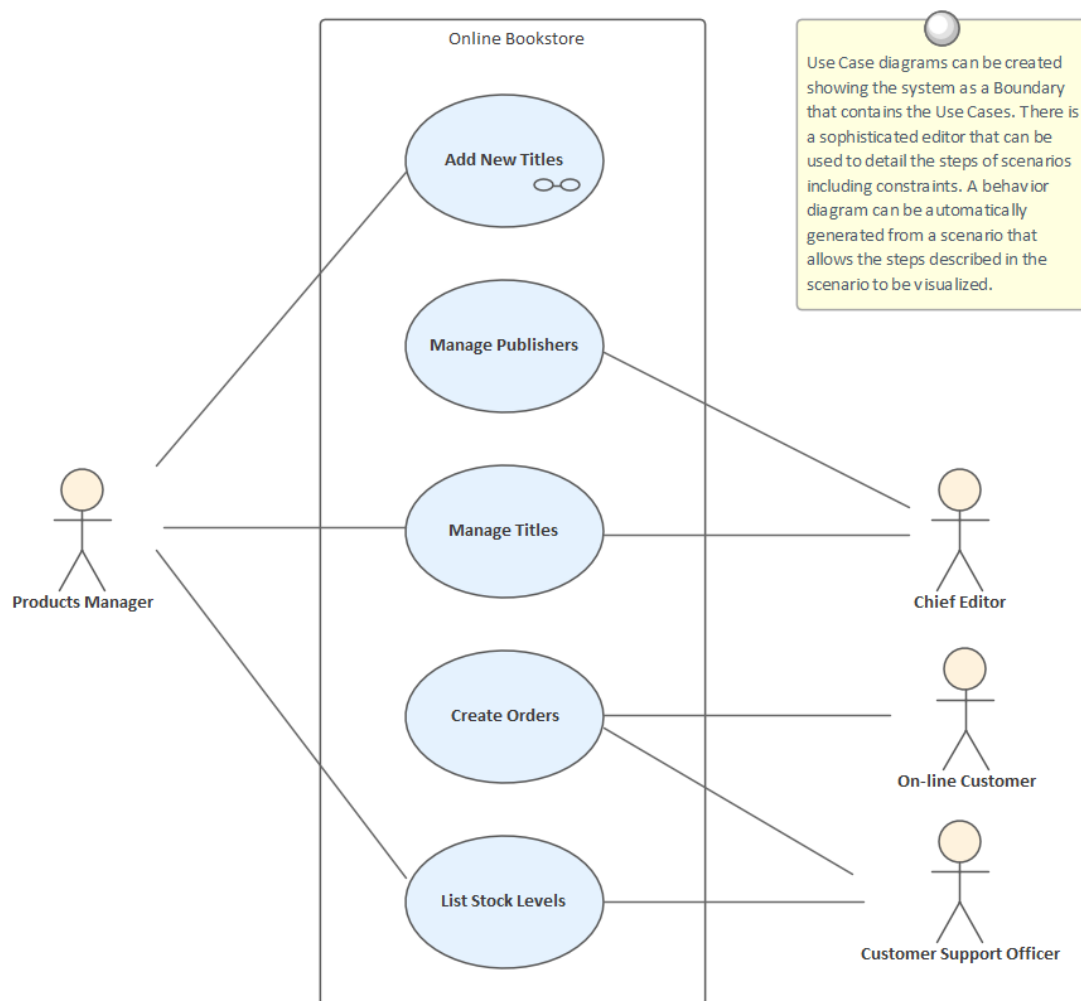 Online Bookstore
Use Case diagrams can be created
showing the system as a Boundary
that contains the Use Cases. There is
a sophisticated editor that can be
used to detail the steps of scenarios
including constraints. A behavior
diagram can be automatically
generated from a scenario that
allows the steps described in the
scenario to be visualized.
Add New Titles
Manage Publishers
Manage Titles
Products Manager
Chief Editor
Create Orders
On-line Customer
List Stock Levels
Customer Support Officer